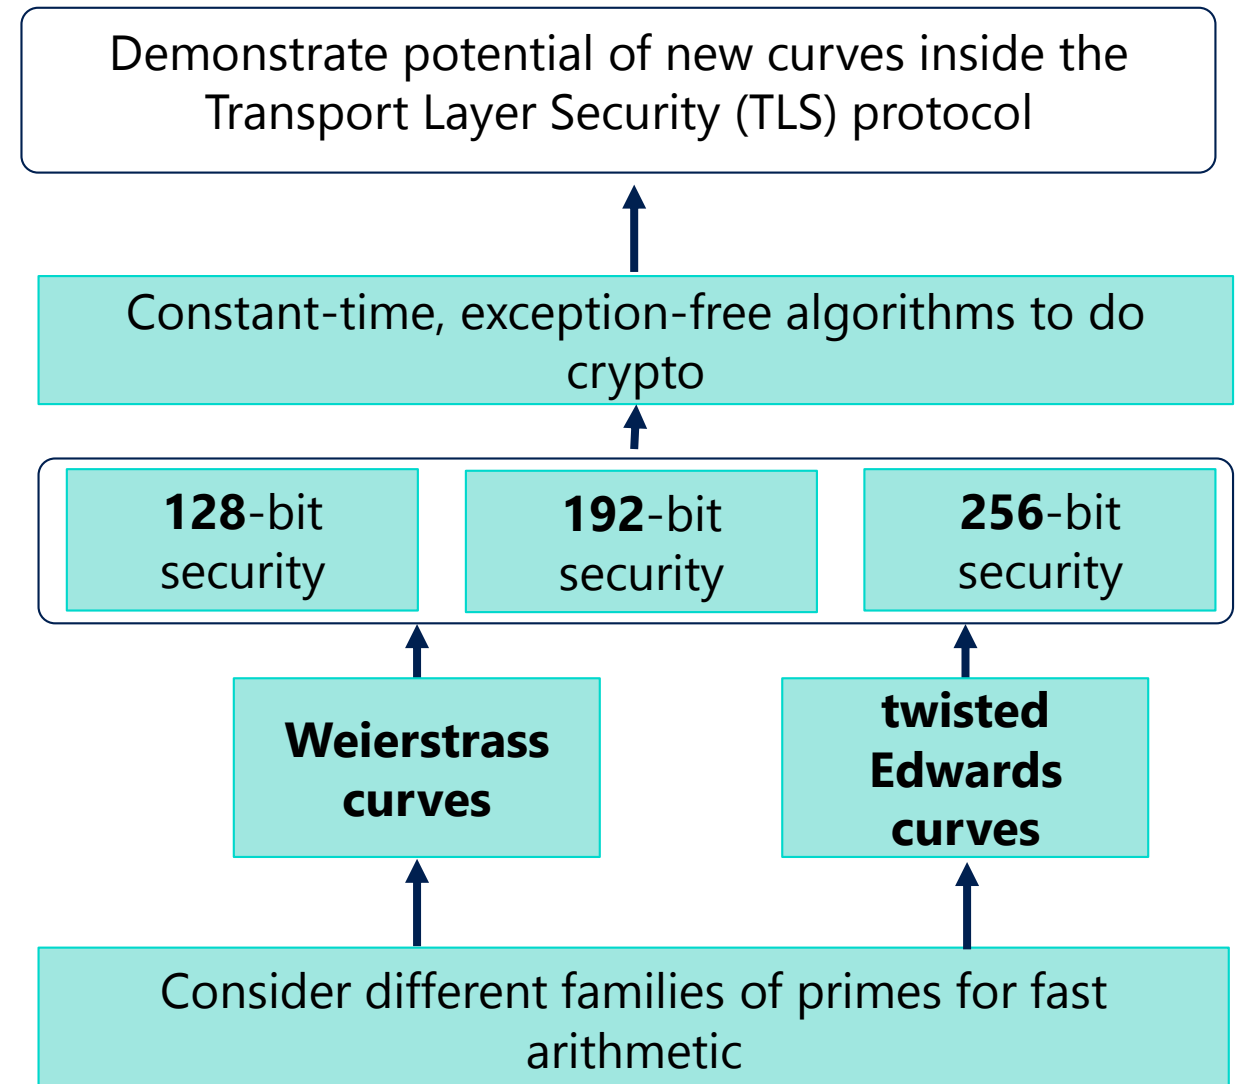 Demonstrate potential of new curves inside the
Transport Layer Security (TLS) protocol
Constant-time, exception-free algorithms to do
crypto
128-bit
security
192-bit
security
256-bit
security
Weierstrass
curves
twisted
Edwards
curves
Consider different families of primes for fast
arithmetic